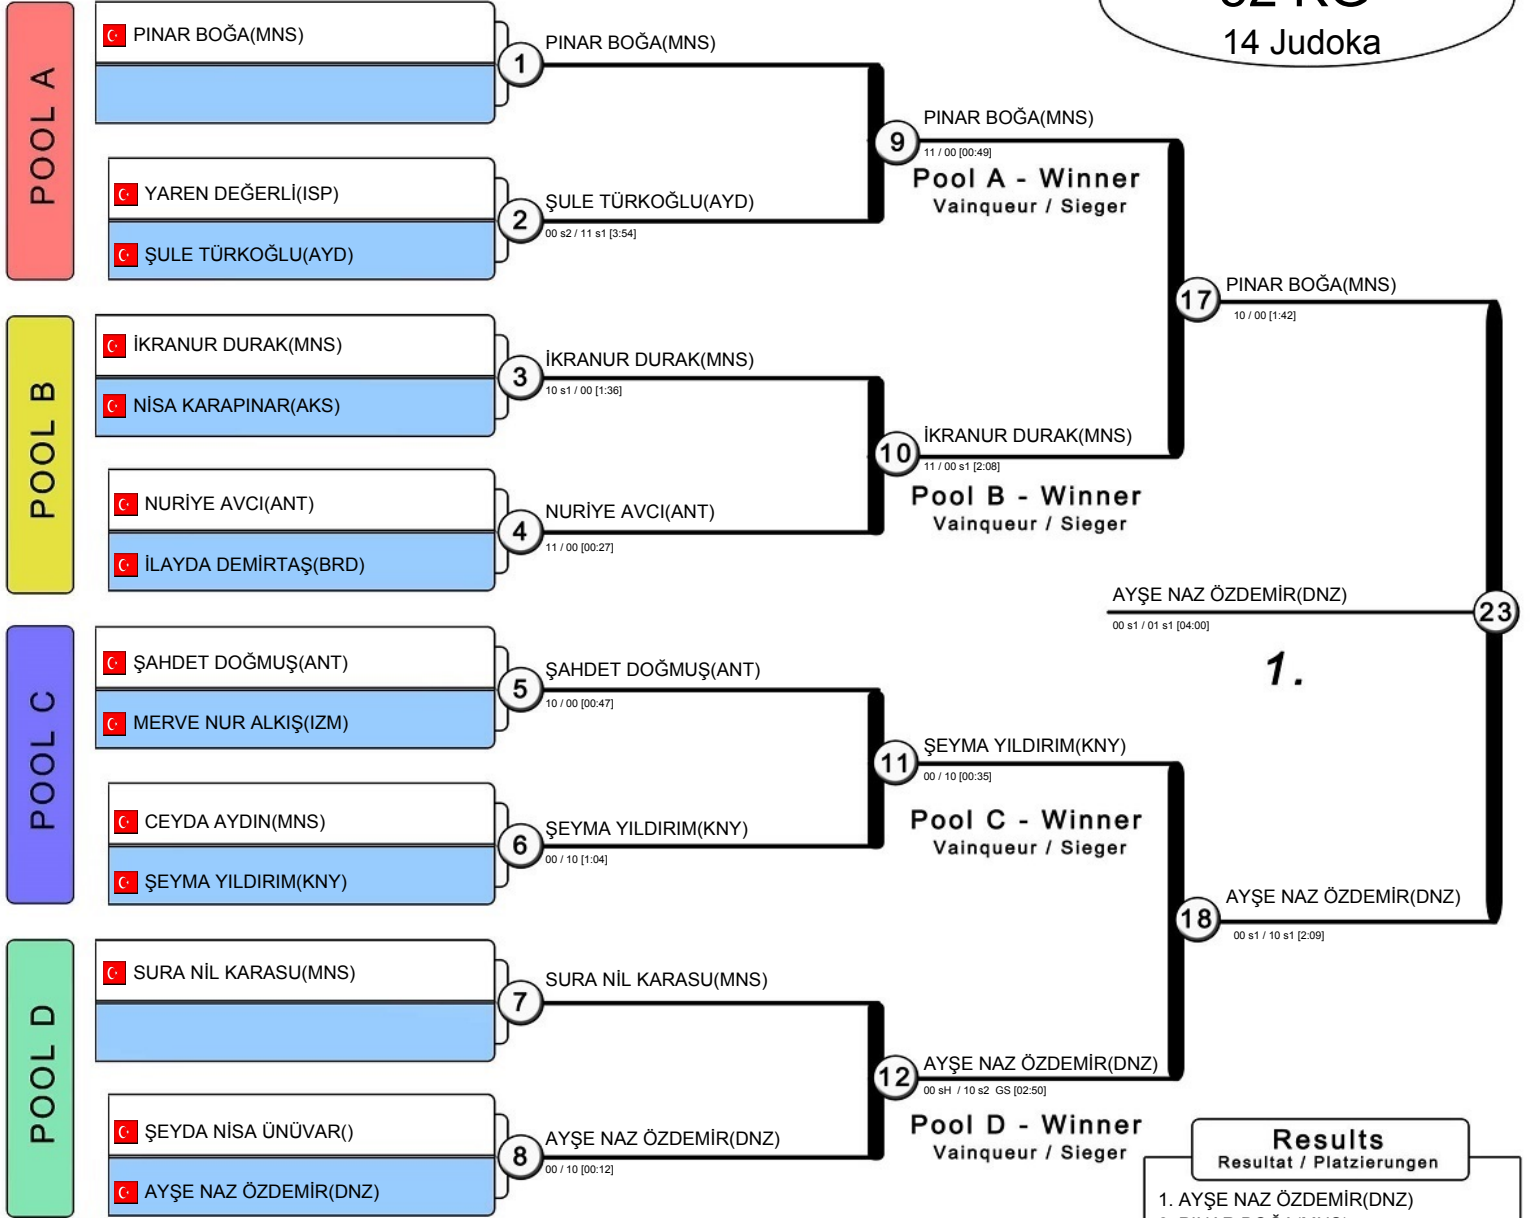 POOL A
PINAR BOĞA(MNS)
1
PINAR BOĞA(MNS)
YAREN DEĞERLİ(ISP)
ŞULE TÜRKOĞLU(AYD)
2
ŞULE TÜRKOĞLU(AYD)
00 s2 / 11 s1 [3:54]
9
PINAR BOĞA(MNS)
11 / 00 [00:49]
Pool A - Winner
Vainqueur / Sieger
14 Judoka
POOL B
İKRANUR DURAK(MNS)
NİSA KARAPINAR(AKS)
3
İKRANUR DURAK(MNS)
10 s1 / 00 [1:36]
NURİYE AVCI(ANT)
İLAYDA DEMİRTAŞ(BRD)
4
NURİYE AVCI(ANT)
11 / 00 [00:27]
10
İKRANUR DURAK(MNS)
11 / 00 s1 [2:08]
Pool B - Winner
Vainqueur / Sieger
17
PINAR BOĞA(MNS)
10 / 00 [1:42]
AYŞE NAZ ÖZDEMİR(DNZ)
00 s1 / 01 s1 [04:00]
23
1.
POOL C
ŞAHDET DOĞMUŞ(ANT)
MERVE NUR ALKIŞ(IZM)
5
ŞAHDET DOĞMUŞ(ANT)
10 / 00 [00:47]
CEYDA AYDIN(MNS)
ŞEYMA YILDIRIM(KNY)
6
ŞEYMA YILDIRIM(KNY)
00 / 10 [1:04]
11
ŞEYMA YILDIRIM(KNY)
00 / 10 [00:35]
Pool C - Winner
Vainqueur / Sieger
18
AYŞE NAZ ÖZDEMİR(DNZ)
00 s1 / 10 s1 [2:09]
POOL D
SURA NİL KARASU(MNS)
7
SURA NİL KARASU(MNS)
ŞEYDA NİSA ÜNÜVAR()
AYŞE NAZ ÖZDEMİR(DNZ)
8
AYŞE NAZ ÖZDEMİR(DNZ)
00 / 10 [00:12]
12
AYŞE NAZ ÖZDEMİR(DNZ)
00 sH / 10 s2 GS [02:50]
Pool D - Winner
Vainqueur / Sieger
Results
Resultat / Platzierungen
1. AYŞE NAZ ÖZDEMİR(DNZ)